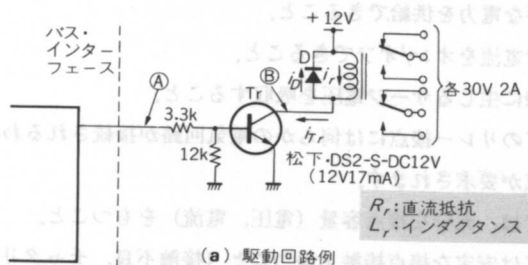 バス・
インター
フェース
Ⓐ
3.3k
12k
Tr
Ⓑ
+12V
D
iD
ir
iTr
各30V 2A
松下・DS2-S-DC12V
(12V17mA)
Rr:直流抵抗
Lr:インダクタンス
(a) 駆動回路例